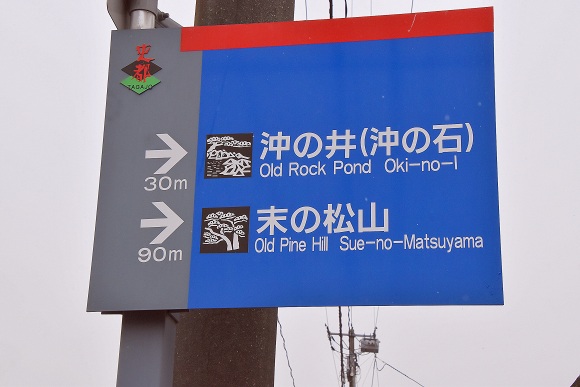 TAGAJO
沖の井(沖の石)
Old Rock Pond Oki-no-I
30m
末の松山
Old Pine Hill Sue-no-Matsuyama
90m